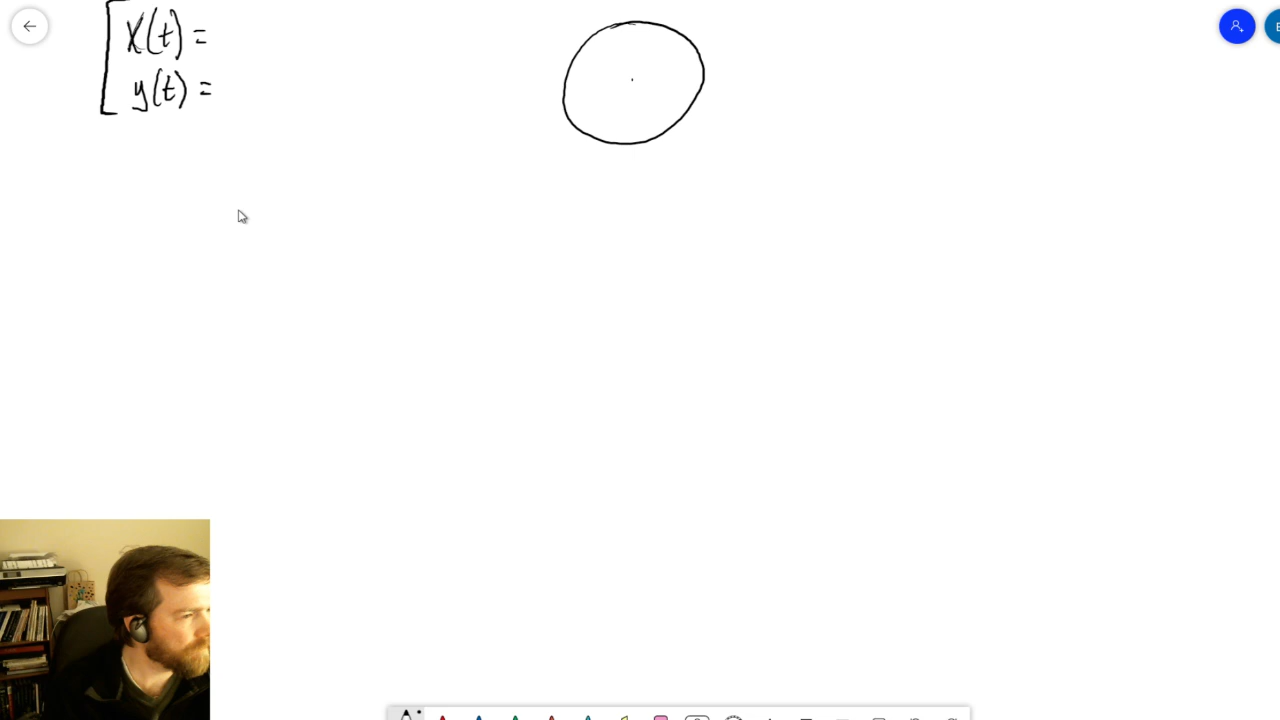 x(t) =
y(t) =